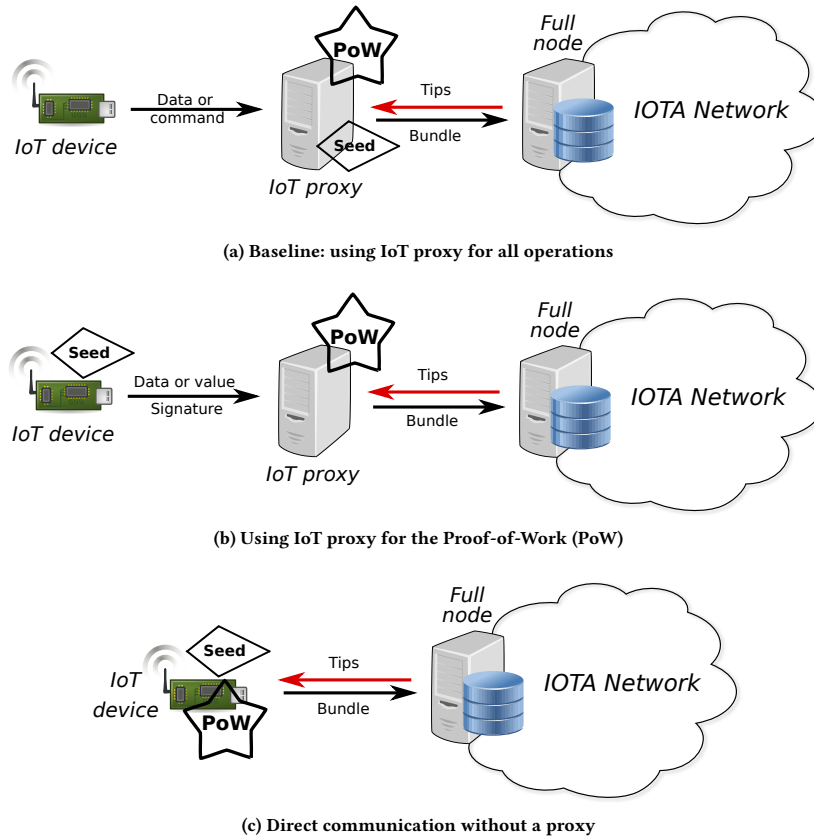 PoW
Full
node
Tips
Data or
command
IOTA Network
Bundle
Seed
IoT device
IoT proxy
(a) Baseline: using IoT proxy for all operations
PoW
Full
node
Seed
Tips
Data or value
IOTA Network
Signature
Bundle
IoT device
IoT proxy
(b) Using IoT proxy for the Proof-of-Work (PoW)
Full
node
Seed
Tips
IoT
device
IOTA Network
PoW
Bundle
(c) Direct communication without a proxy